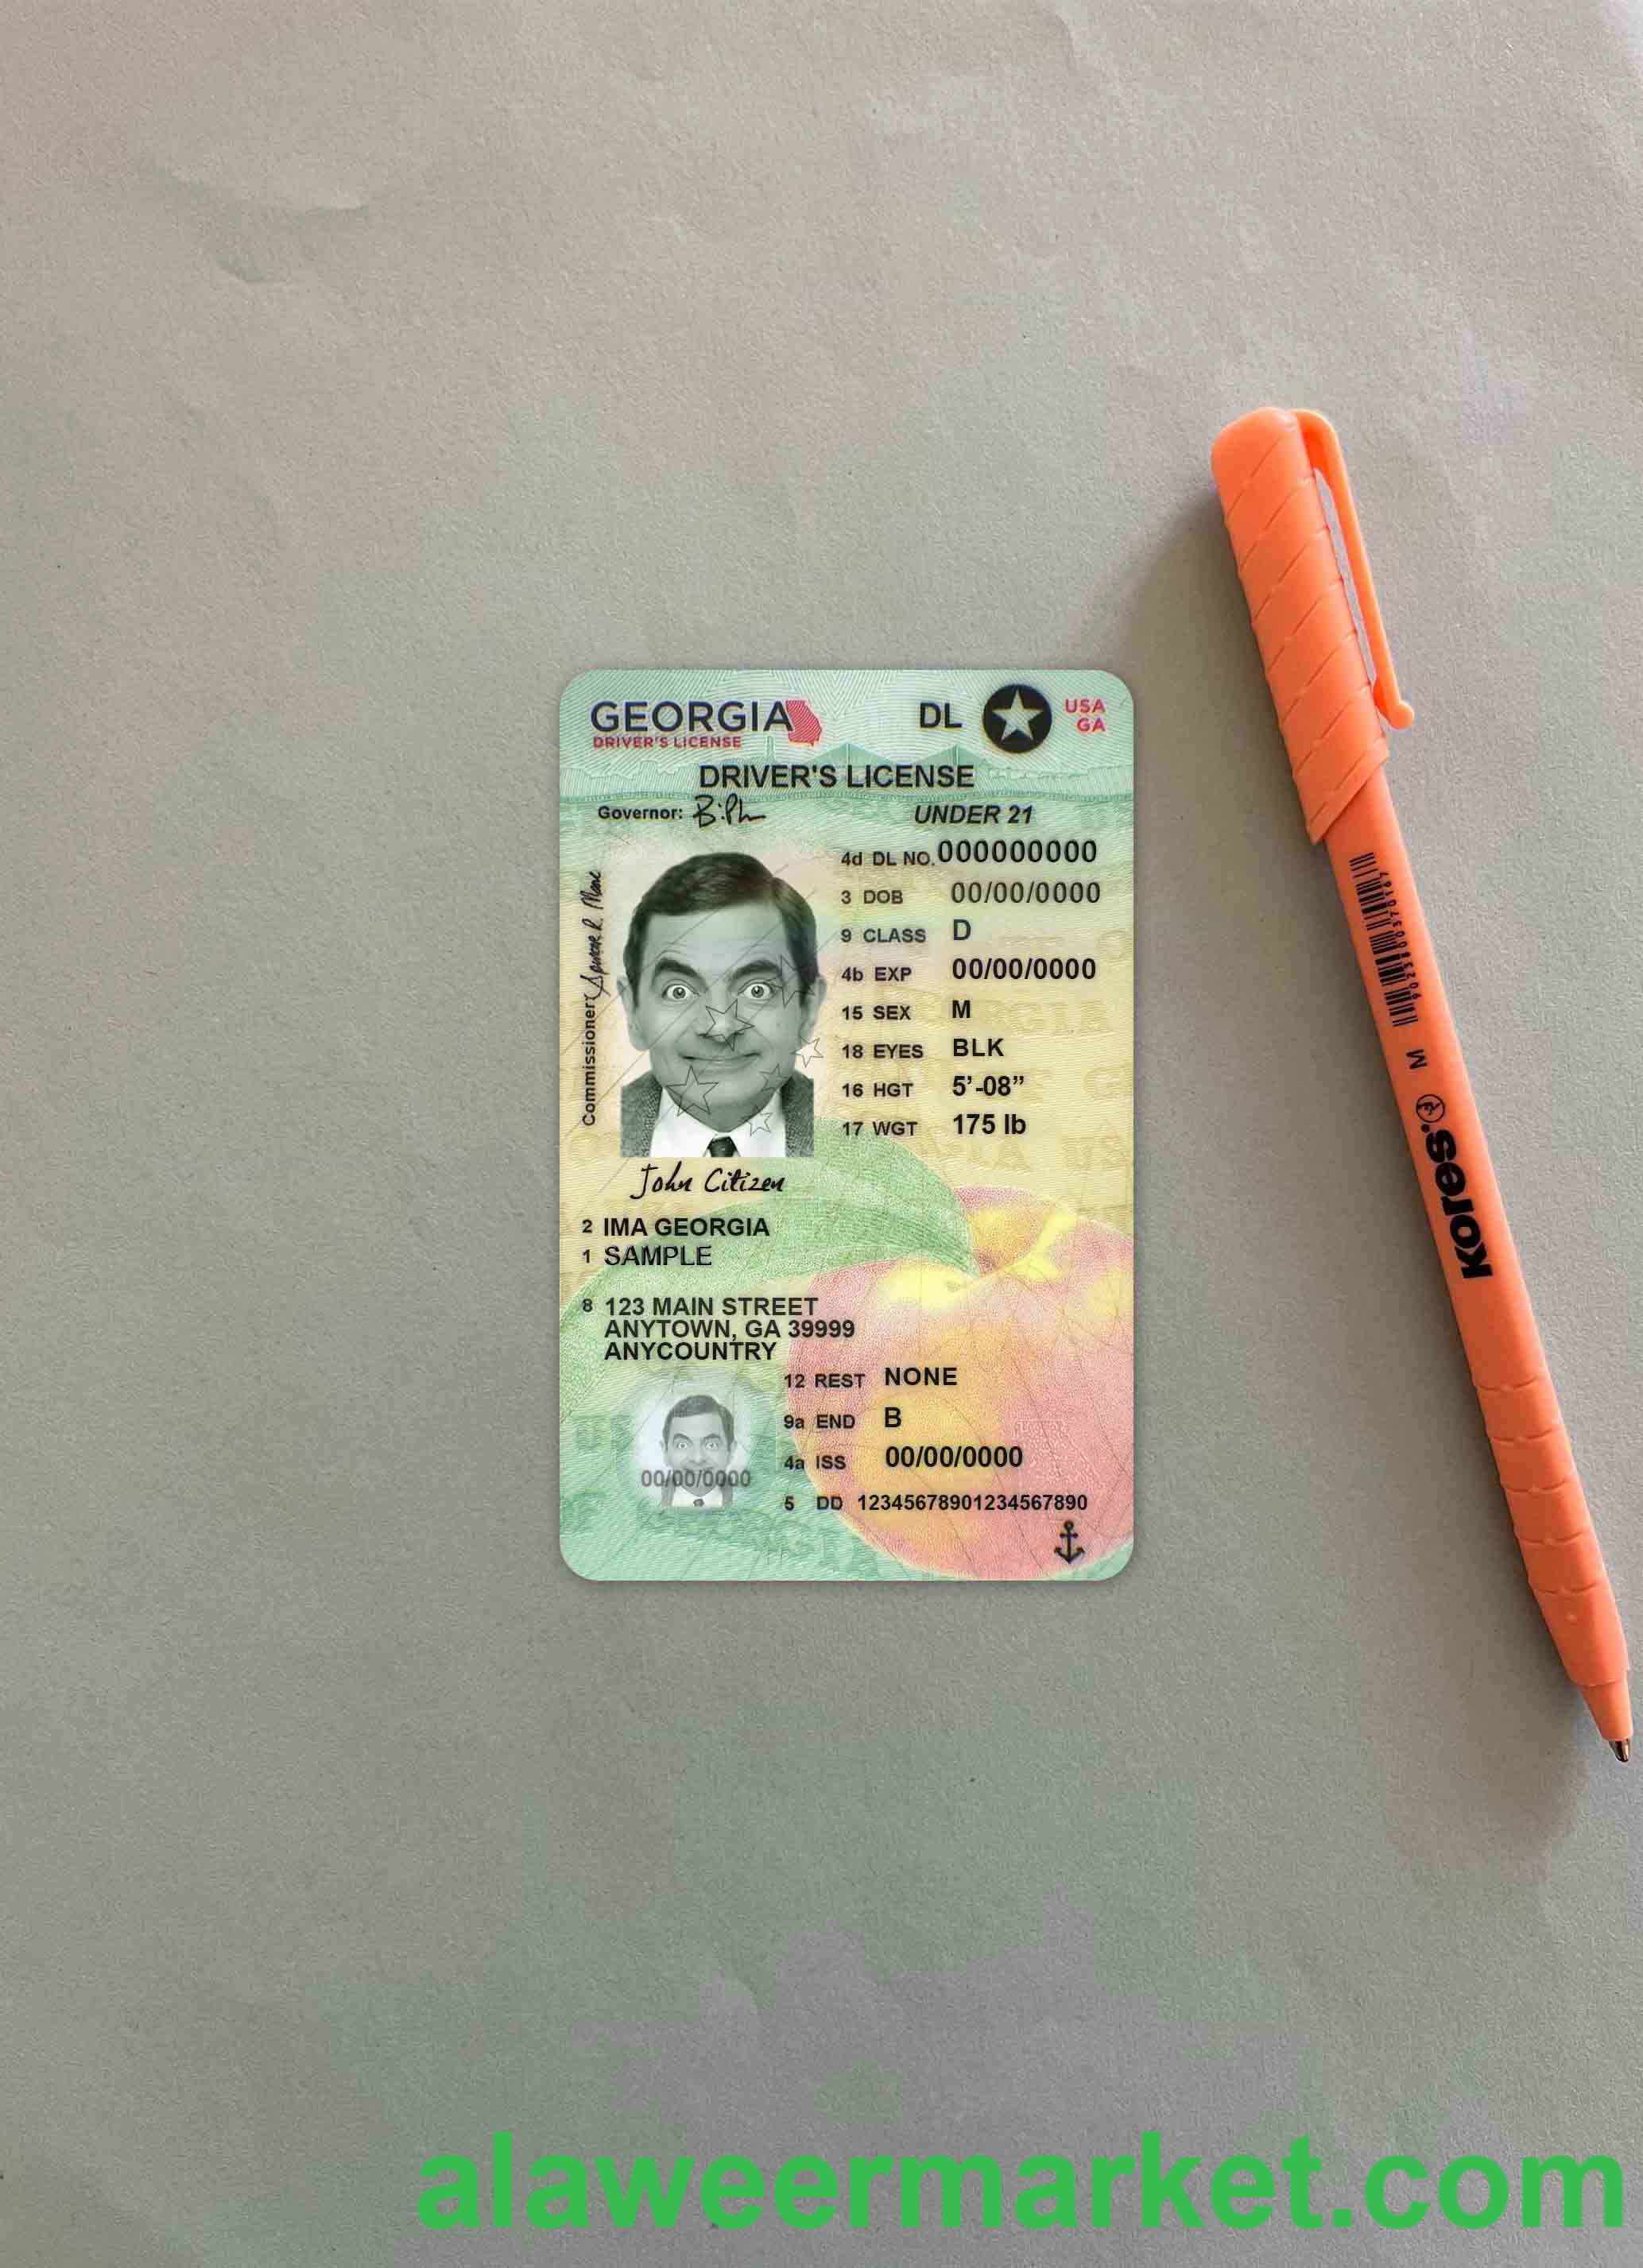 GEORGIA
DRIVER'S LICENSE
DL
USA
GA
DRIVER'S LICENSE
Governor:
UNDER 21
4d DL NO. 000000000
3 DOB 00/00/0000
9 CLASS D
4b EXP 00/00/0000
15 SEX M
18 EYES BLK
16 HGT 5’-08”
17 WGT 175 lb
Commissioner:
John Citizen
2 IMA GEORGIA
1 SAMPLE
8 123 MAIN STREET
ANYTOWN, GA 39999
ANYCOUNTRY
12 REST NONE
9a END B
4a ISS 00/00/0000
00/00/0000
5 DD 12345678901234567890
M
Kores
alaweermarket.com